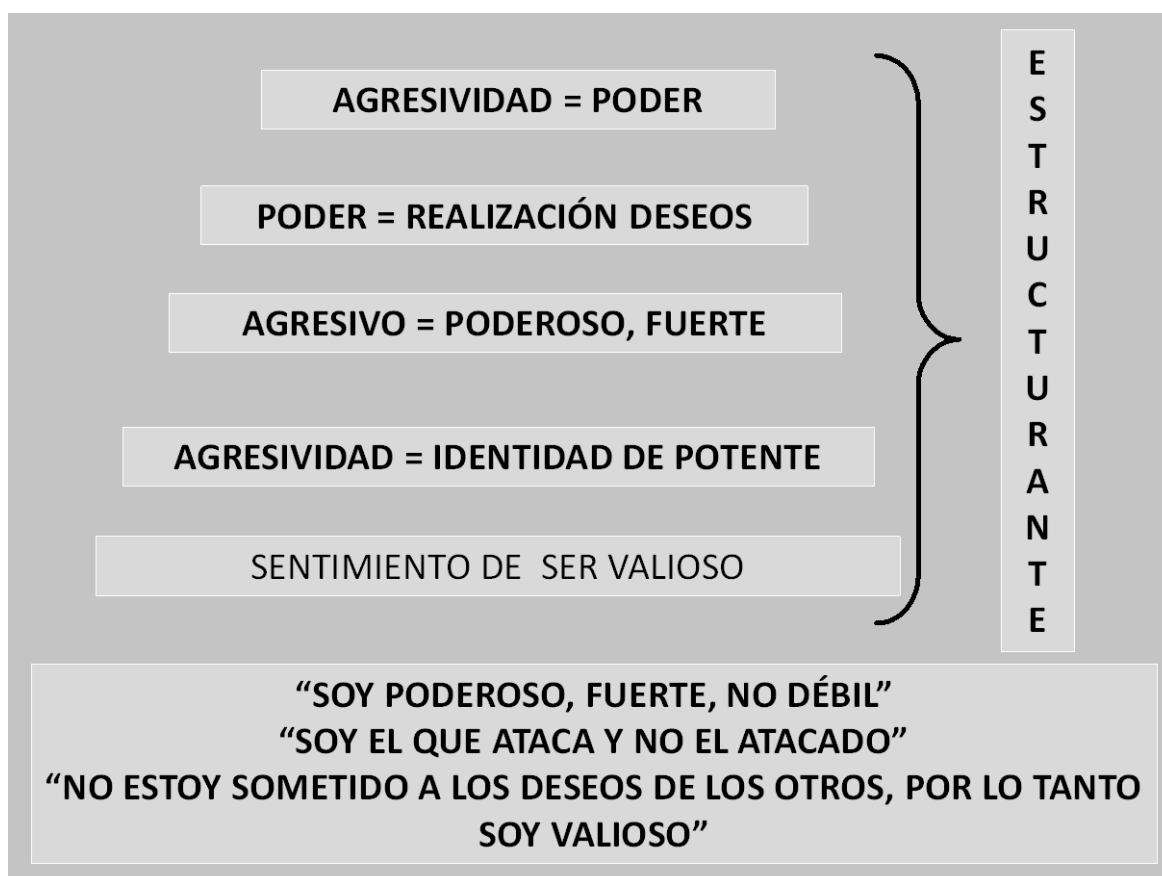 AGRESIVIDAD = PODER
PODER = REALIZACIÓN DESEOS
AGRESIVO = PODEROSO, FUERTE
AGRESIVIDAD = IDENTIDAD DE POTENTE
SENTIMIENTO DE SER VALIOSO
ESTRUCTURANTE
“SOY PODEROSO, FUERTE, NO DÉBIL”
“SOY EL QUE ATACA Y NO EL ATACADO”
“NO ESTOY SOMETIDO A LOS DESEOS DE LOS OTROS, POR LO TANTO
SOY VALIOSO”